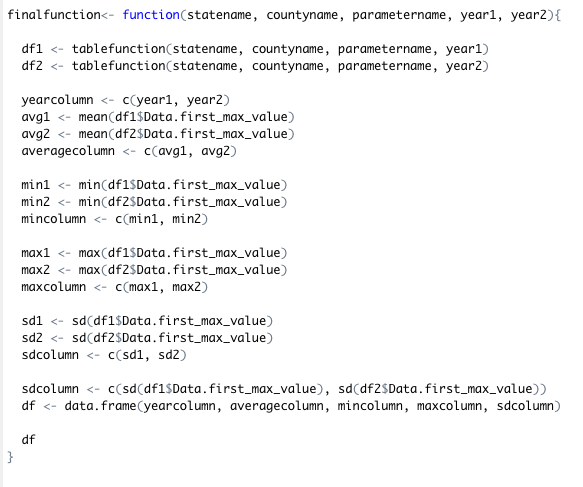 finalfunction<- function(statename, countyname, parametername, year1, year2){
df1 <- tablefunction(statename, countyname, parametername, year1)
df2 <- tablefunction(statename, countyname, parametername, year2)
yearcolumn <- c(year1, year2)
avg1 <- mean(df1$Data.first_max_value)
avg2 <- mean(df2$Data.first_max_value)
averagecolumn <- c(avg1, avg2)
min1 <- min(df1$Data.first_max_value)
min2 <- min(df2$Data.first_max_value)
mincolumn <- c(min1, min2)
max1 <- max(df1$Data.first_max_value)
max2 <- max(df2$Data.first_max_value)
maxcolumn <- c(max1, max2)
sd1 <- sd(df1$Data.first_max_value)
sd2 <- sd(df2$Data.first_max_value)
sdcolumn <- c(sd1, sd2)
sdcolumn <- c(sd(df1$Data.first_max_value), sd(df2$Data.first_max_value))
df <- data.frame(yearcolumn, averagecolumn, mincolumn, maxcolumn, sdcolumn)
df
}